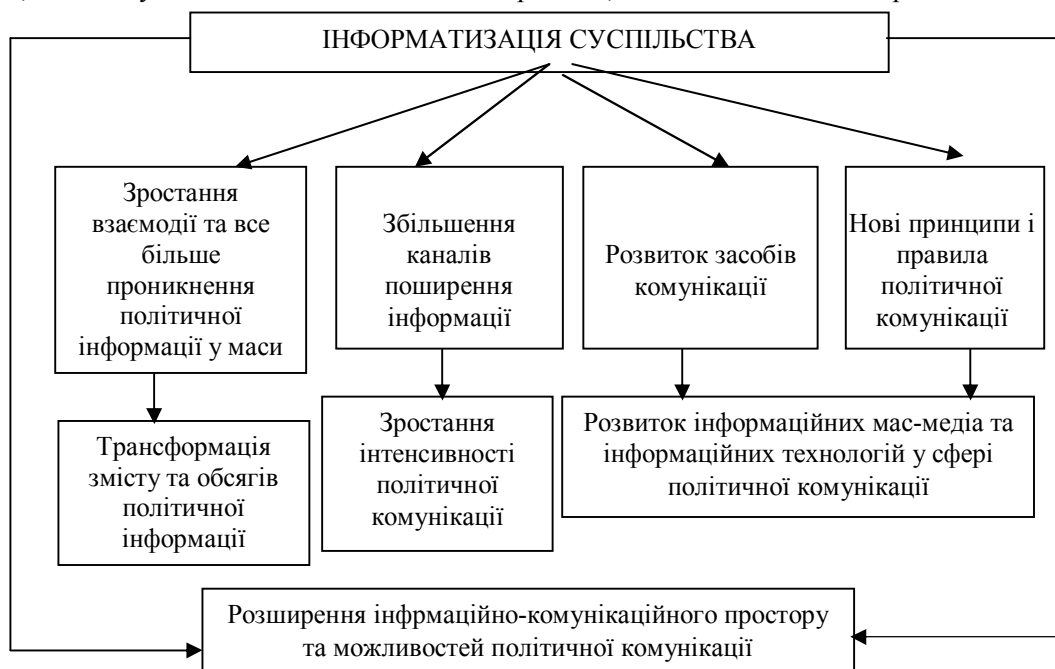 ІНФОРМАТИЗАЦІЯ СУСПІЛЬСТВА
Зростання
взаємодії та все
більше
проникнення
політичної
інформації у маси
Збільшення
каналів
поширення
інформації
Розвиток засобів
комунікації
Нові принципи і
правила
політичної
комунікації
Трансформація
змісту та обсягів
політичної
інформації
Зростання
інтенсивності
політичної
комунікації
Розвиток інформаційних мас-медіа та
інформаційних технологій у сфері
політичної комунікації
Розширення інфрмаційно-комунікаційного простору
та можливостей політичної комунікації